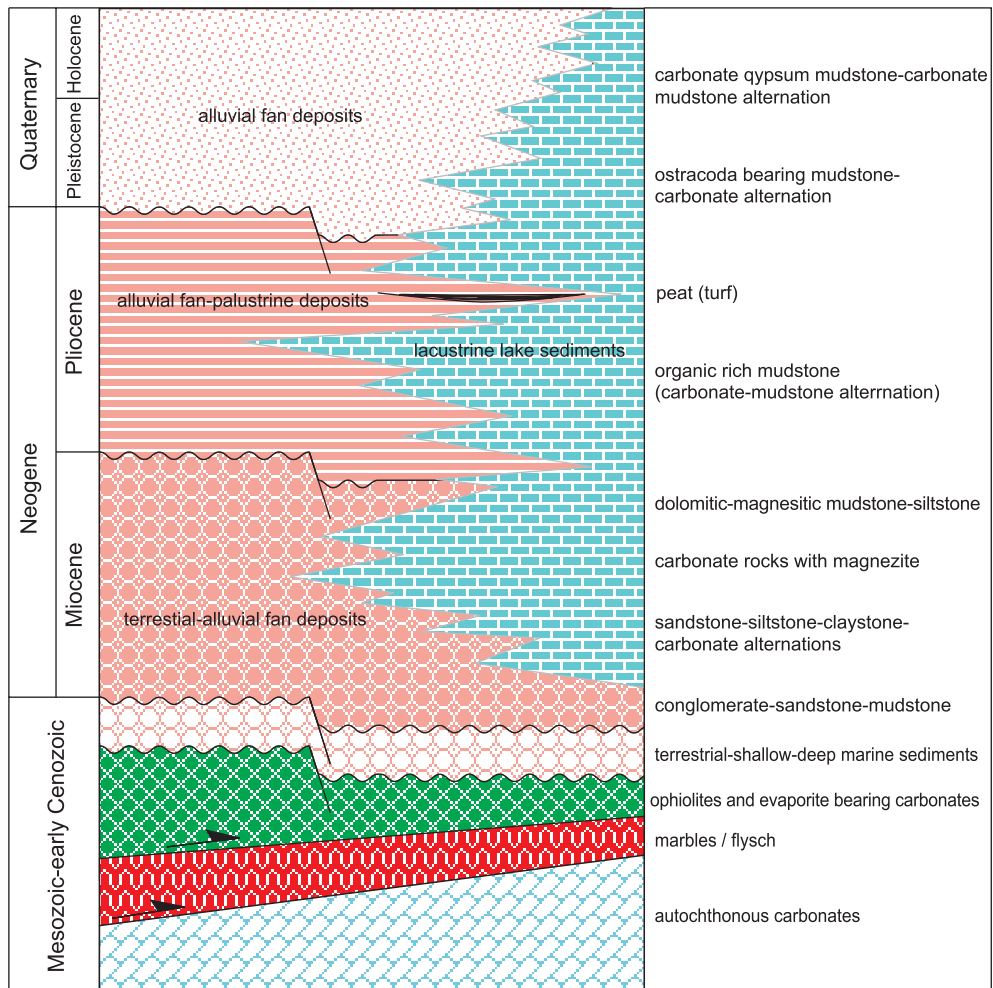 Quaternary
Holocene
Pleistocene
Neogene
Pliocene
Miocene
Mesozoic-early Cenozoic
alluvial fan deposits
alluvial fan-palustrine deposits
lacustrine lake sediments
terrestial-alluvial fan deposits
carbonate qypsum mudstone-carbonate
mudstone alternation
ostracoda bearing mudstone-
carbonate alternation
peat (turf)
organic rich mudstone
(carbonate-mudstone alterrnation)
dolomitic-magnesitic mudstone-siltstone
carbonate rocks with magnezite
sandstone-siltstone-claystone-
carbonate alternations
conglomerate-sandstone-mudstone
terrestrial-shallow-deep marine sediments
ophiolites and evaporite bearing carbonates
marbles / flysch
autochthonous carbonates